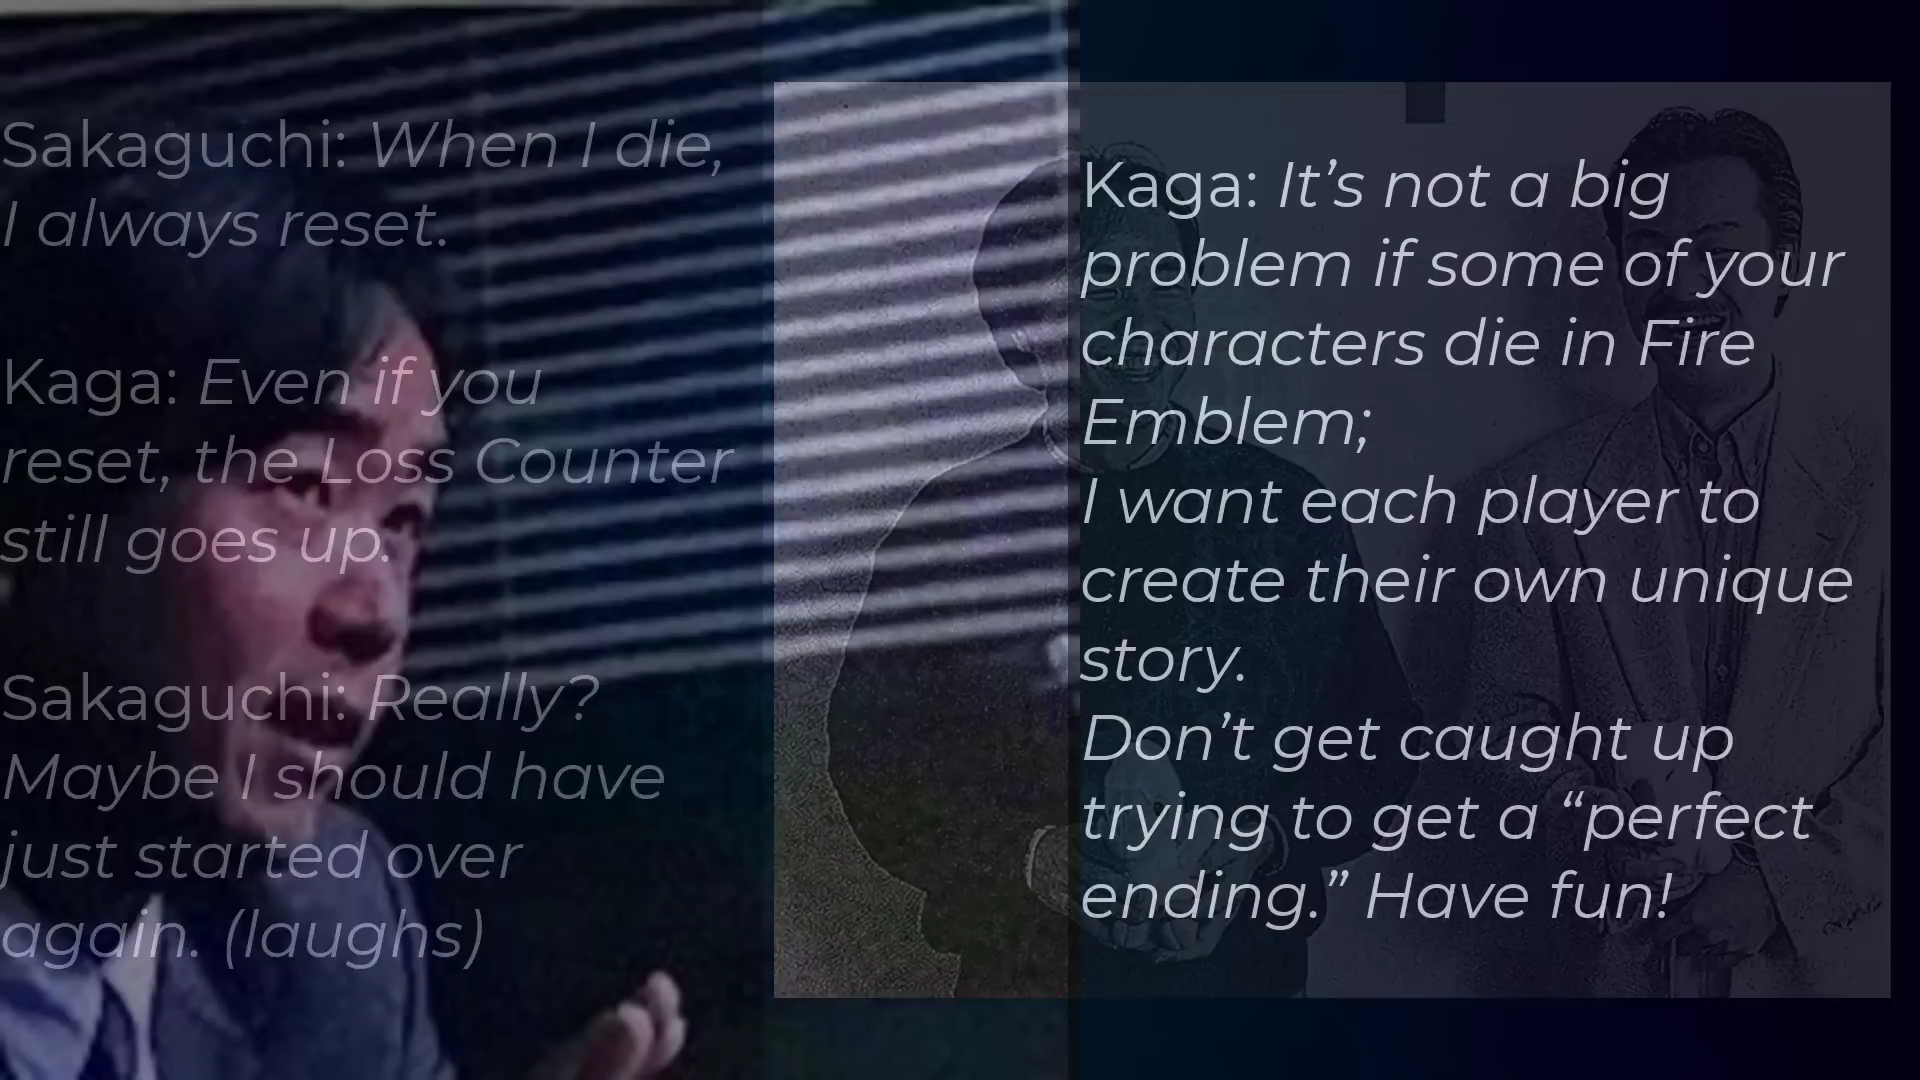 Sakaguchi: When I die,
I always reset.
Kaga: Even if you
reset, the Loss Counter
still goes up.
Sakaguchi: Really?
Maybe I should have
just started over
again. (laughs)
Kaga: It’s not a big
problem if some of your
characters die in Fire
Emblem;
I want each player to
create their own unique
story.
Don’t get caught up
trying to get a “perfect
ending.” Have fun!